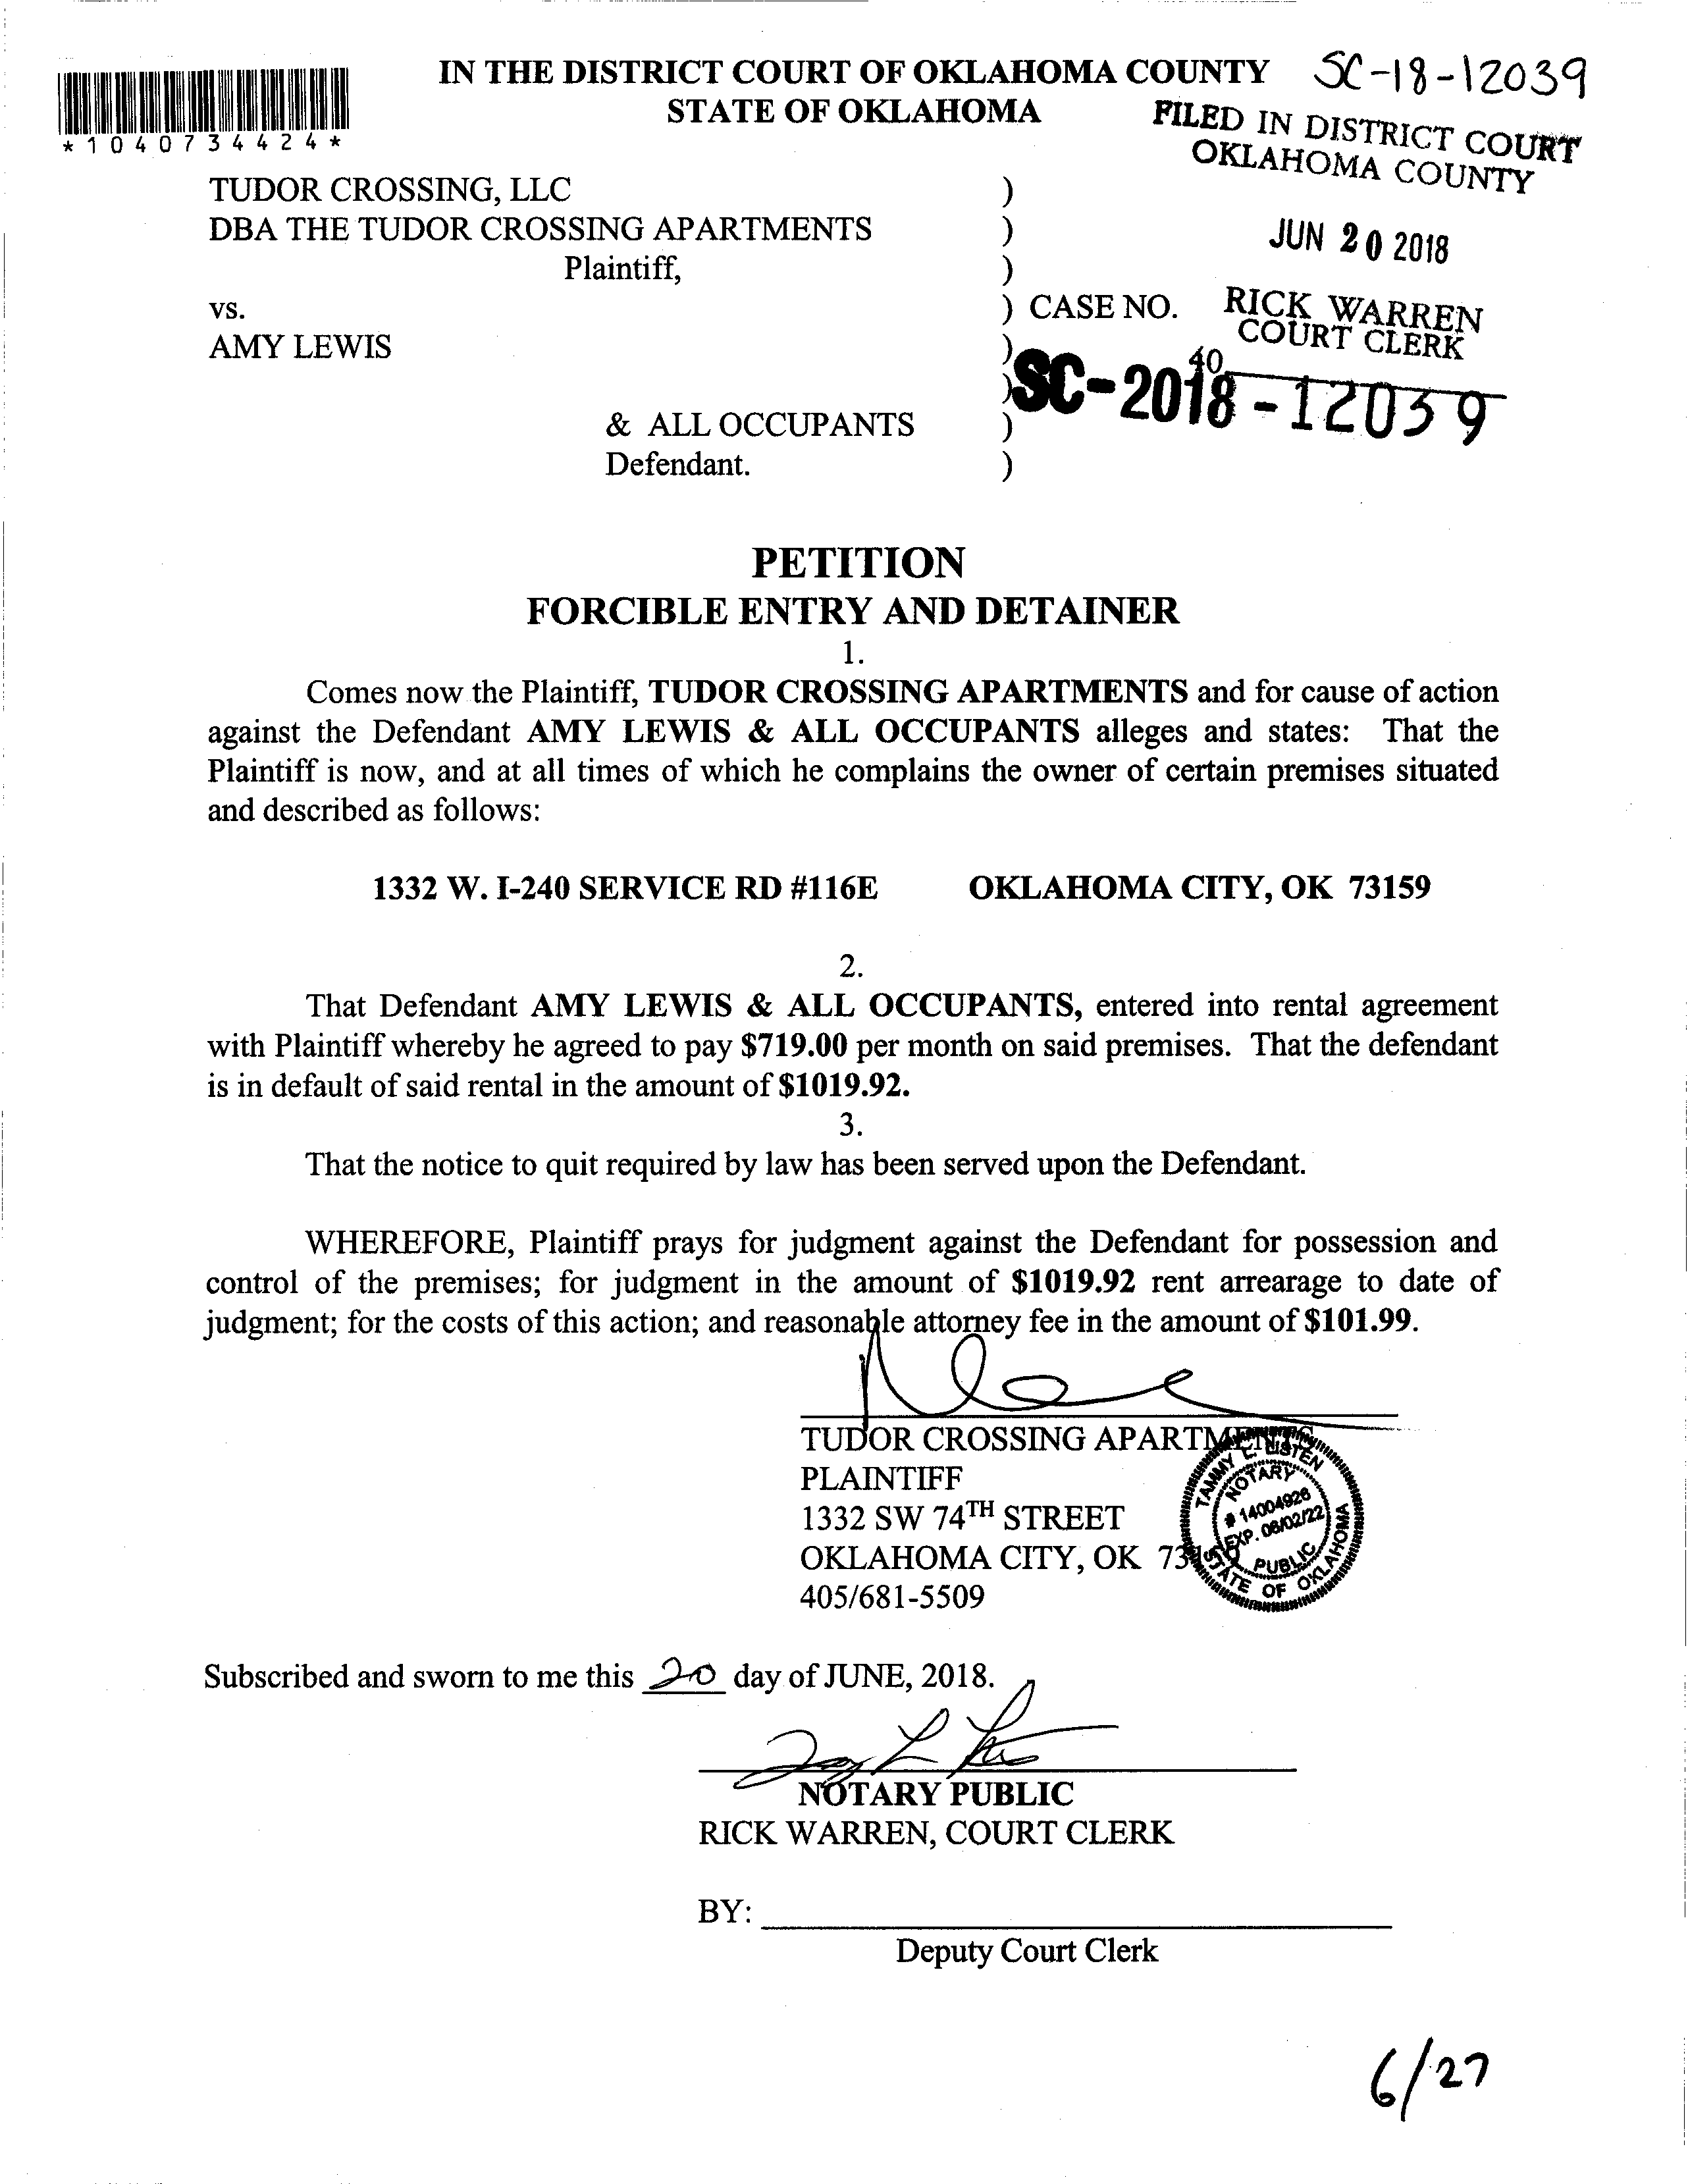 IN THE DISTRICT COURT OF OKLAHOMA COUNTY
STATE OF OKLAHOMA
SC-18-12039
*1040734424*
FILED IN DISTRICT COURT
OKLAHOMA COUNTY
JUN 20 2018
RICK WARREN
COURT CLERK
40
TUDOR CROSSING, LLC )
DBA THE TUDOR CROSSING APARTMENTS )
Plaintiff, )
vs. ) CASE NO.
AMY LEWIS )
) SC-2018-12039
& ALL OCCUPANTS )
Defendant. )
PETITION
FORCIBLE ENTRY AND DETAINER
1.
Comes now the Plaintiff, TUDOR CROSSING APARTMENTS and for cause of action
against the Defendant AMY LEWIS & ALL OCCUPANTS alleges and states: That the
Plaintiff is now, and at all times of which he complains the owner of certain premises situated
and described as follows:
1332 W. I-240 SERVICE RD #116E OKLAHOMA CITY, OK 73159
2.
That Defendant AMY LEWIS & ALL OCCUPANTS, entered into rental agreement
with Plaintiff whereby he agreed to pay $719.00 per month on said premises. That the defendant
is in default of said rental in the amount of $1019.92.
3.
That the notice to quit required by law has been served upon the Defendant.
WHEREFORE, Plaintiff prays for judgment against the Defendant for possession and
control of the premises; for judgment in the amount of $1019.92 rent arrearage to date of
judgment; for the costs of this action; and reasonable attorney fee in the amount of $101.99.
TUDOR CROSSING APARTMENTS
PLAINTIFF
1332 SW 74TH STREET
OKLAHOMA CITY, OK
405/681-5509
TAMMY L. LISTEN
NOTARY
# 14004926
EXP. 06/02/22
PUBLIC
STATE OF OKLAHOMA
Subscribed and sworn to me this 20 day of JUNE, 2018.
NOTARY PUBLIC
RICK WARREN, COURT CLERK
BY:
Deputy Court Clerk
6/27